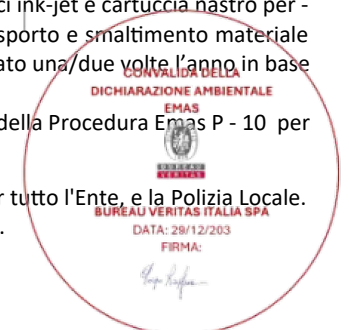 ci ink-jet e cartuccia nastro per -
sporto e smaltimento materiale
ato una/due volte l'anno in base
CONVALIDA DELLA
DICHIARAZIONE AMBIENTALE
EMAS
della Procedura Emas P - 10 per
BUREAU
VERITAS
r tutto l'Ente, e la Polizia Locale.
BUREAU VERITAS ITALIA SPA
DATA: 29/12/203
FIRMA: